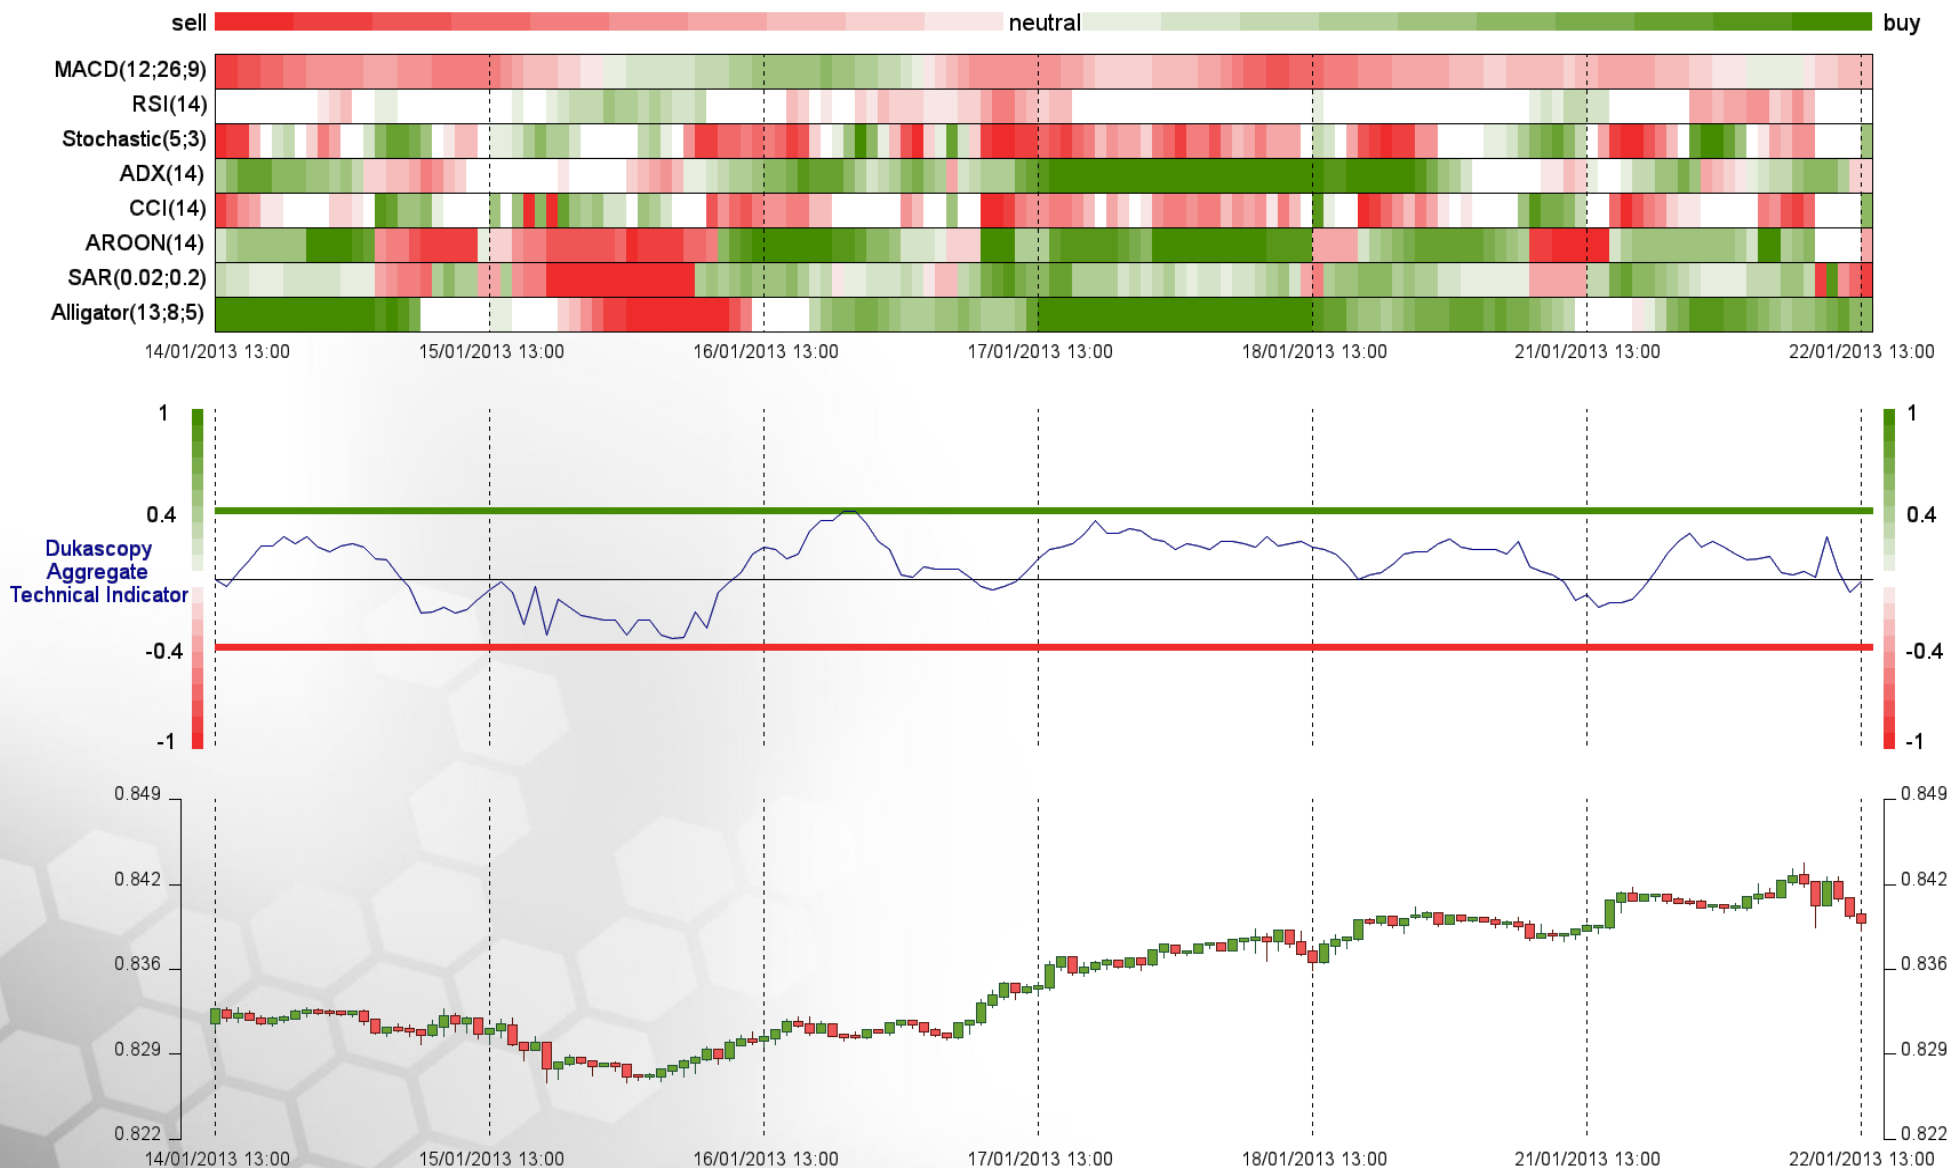 sell neutral buy
MACD(12;26;9)
RSI(14)
Stochastic(5;3)
ADX(14)
CCI(14)
AROON(14)
SAR(0.02;0.2)
Alligator(13;8;5)
14/01/2013 13:00 15/01/2013 13:00 16/01/2013 13:00 17/01/2013 13:00 18/01/2013 13:00 21/01/2013 13:00 22/01/2013 13:00
1 1
0.4 0.4
Dukascopy
Aggregate
Technical Indicator
-0.4 -0.4
-1 -1
0.849 0.849
0.842 0.842
0.836 0.836
0.829 0.829
0.822 0.822
14/01/2013 13:00 15/01/2013 13:00 16/01/2013 13:00 17/01/2013 13:00 18/01/2013 13:00 21/01/2013 13:00 22/01/2013 13:00